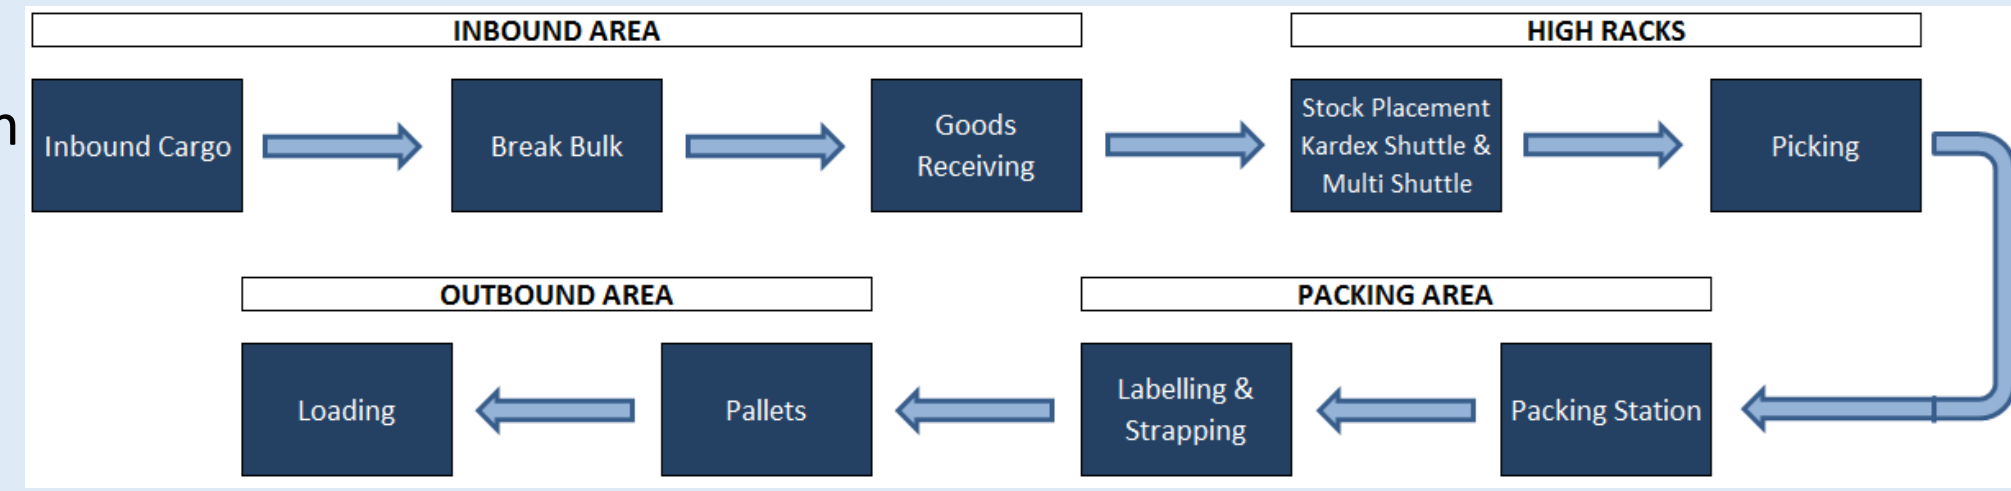 INBOUND AREA
HIGH RACKS
Inbound Cargo
Break Bulk
Goods
Receiving
Stock Placement
Kardex Shuttle &
Multi Shuttle
Picking
OUTBOUND AREA
PACKING AREA
Loading
Pallets
Labelling &
Strapping
Packing Station